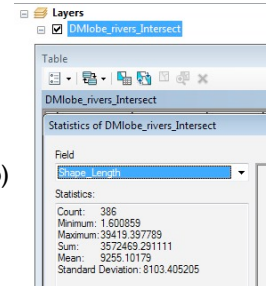 Layers
DMlobe_rivers_Intersect
Table
DMlobe_rivers_Intersect
Statistics of DMlobe_rivers_Intersect
Field
Shape_Length
)
Statistics:
Count: 386
Minimum: 1.600859
Maximum: 39419.397789
Sum: 3572469.291111
Mean: 9255.10179
Standard Deviation: 8103.405205